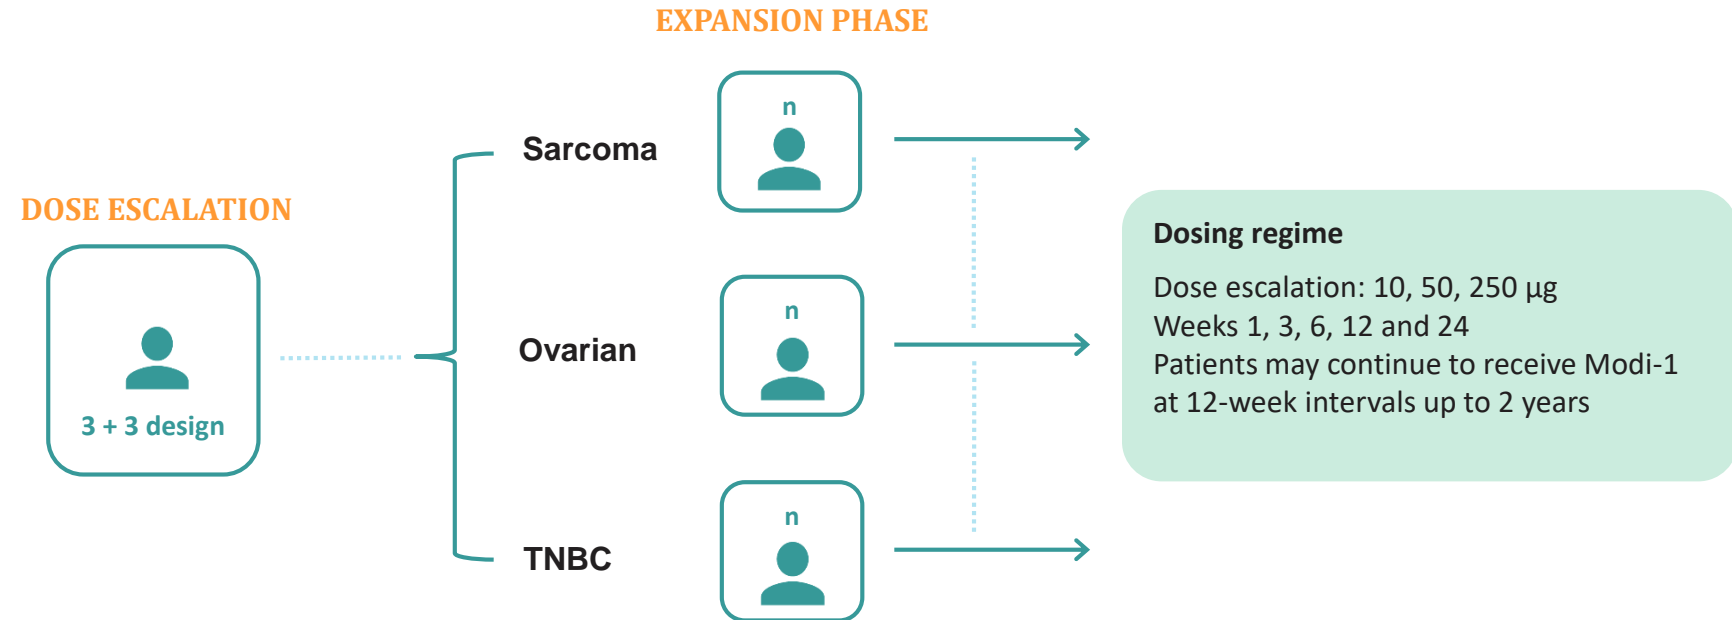 EXPANSION PHASE
DOSE ESCALATION
3 + 3 design
Sarcoma
n
Ovarian
n
TNBC
n
Dosing regime
Dose escalation: 10, 50, 250 µg
Weeks 1, 3, 6, 12 and 24
Patients may continue to receive Modi-1
at 12-week intervals up to 2 years